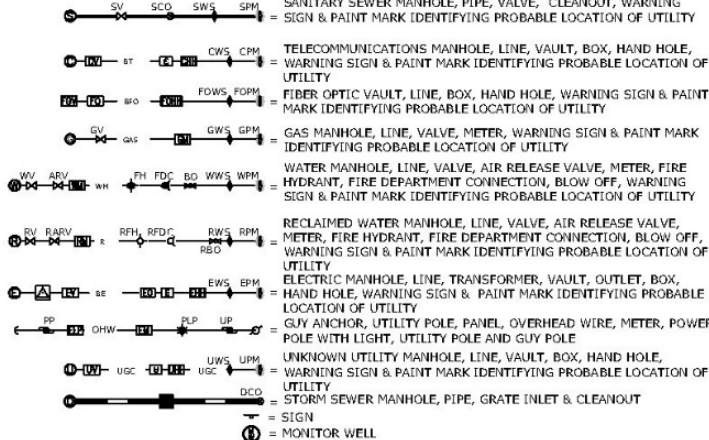 SV SCO SWS SPM = SANITARY SEWER MANHOLE, PIPE, VALVE, CLEANOUT, WARNING
SIGN & PAINT MARK IDENTIFYING PROBABLE LOCATION OF UTILITY
BT CWS CPM = TELECOMMUNICATIONS MANHOLE, LINE, VAULT, BOX, HAND HOLE,
WARNING SIGN & PAINT MARK IDENTIFYING PROBABLE LOCATION OF
UTILITY
BFO FOWS FOPM = FIBER OPTIC VAULT, LINE, BOX, HAND HOLE, WARNING SIGN & PAINT
MARK IDENTIFYING PROBABLE LOCATION OF UTILITY
GV GAS GWS GPM = GAS MANHOLE, LINE, VALVE, METER, WARNING SIGN & PAINT MARK
IDENTIFYING PROBABLE LOCATION OF UTILITY
WV ARV FH FDC BO WWS WPM = WATER MANHOLE, LINE, VALVE, AIR RELEASE VALVE, METER, FIRE
HYDRANT, FIRE DEPARTMENT CONNECTION, BLOW OFF, WARNING
SIGN & PAINT MARK IDENTIFYING PROBABLE LOCATION OF UTILITY
RV RARV R RFH RFDC RBO RWS RPM = RECLAIMED WATER MANHOLE, LINE, VALVE, AIR RELEASE VALVE,
METER, FIRE HYDRANT, FIRE DEPARTMENT CONNECTION, BLOW OFF,
WARNING SIGN & PAINT MARK IDENTIFYING PROBABLE LOCATION OF
UTILITY
BE EWS EPM = ELECTRIC MANHOLE, LINE, TRANSFORMER, VAULT, OUTLET, BOX,
HAND HOLE, WARNING SIGN & PAINT MARK IDENTIFYING PROBABLE
LOCATION OF UTILITY
PP OHW PLP UP = GUY ANCHOR, UTILITY POLE, PANEL, OVERHEAD WIRE, METER, POWER
POLE WITH LIGHT, UTILITY POLE AND GUY POLE
UGC UGC UWS UPM = UNKNOWN UTILITY MANHOLE, LINE, VAULT, BOX, HAND HOLE,
WARNING SIGN & PAINT MARK IDENTIFYING PROBABLE LOCATION OF
UTILITY
DCO = STORM SEWER MANHOLE, PIPE, GRATE INLET & CLEANOUT
= SIGN
= MONITOR WELL